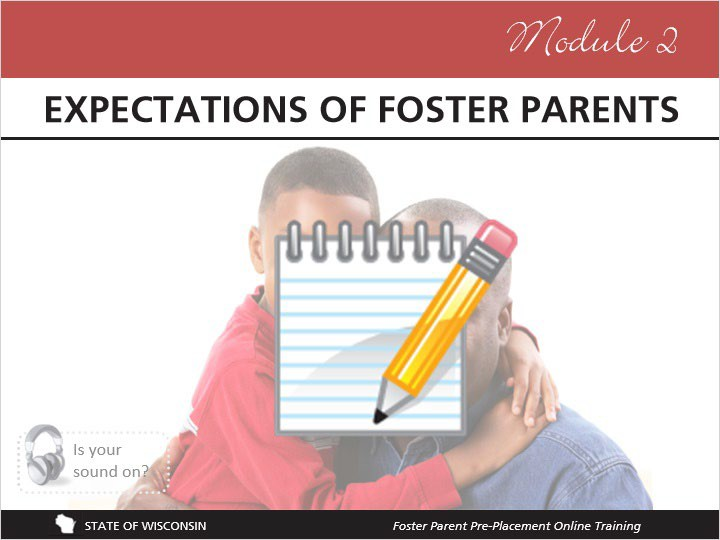 Module 2
EXPECTATIONS OF FOSTER PARENTS
Is your
sound on?
STATE OF WISCONSIN
Foster Parent Pre-Placement Online Training